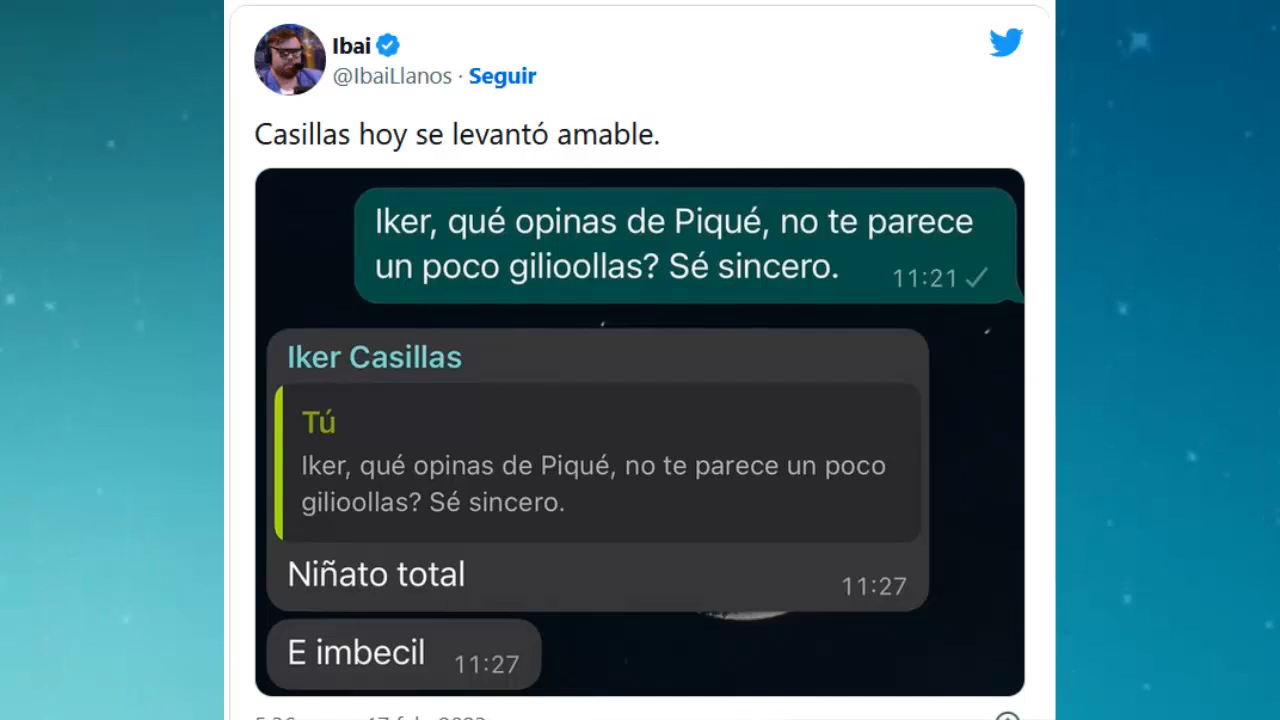 Ibai
@IbaiLlanos · Seguir
Casillas hoy se levantó amable.
Iker, qué opinas de Piqué, no te parece
un poco gilioollas? Sé sincero.
11:21
Iker Casillas
Tú
Iker, qué opinas de Piqué, no te parece un poco
gilioollas? Sé sincero.
Niñato total
11:27
E imbecil
11:27